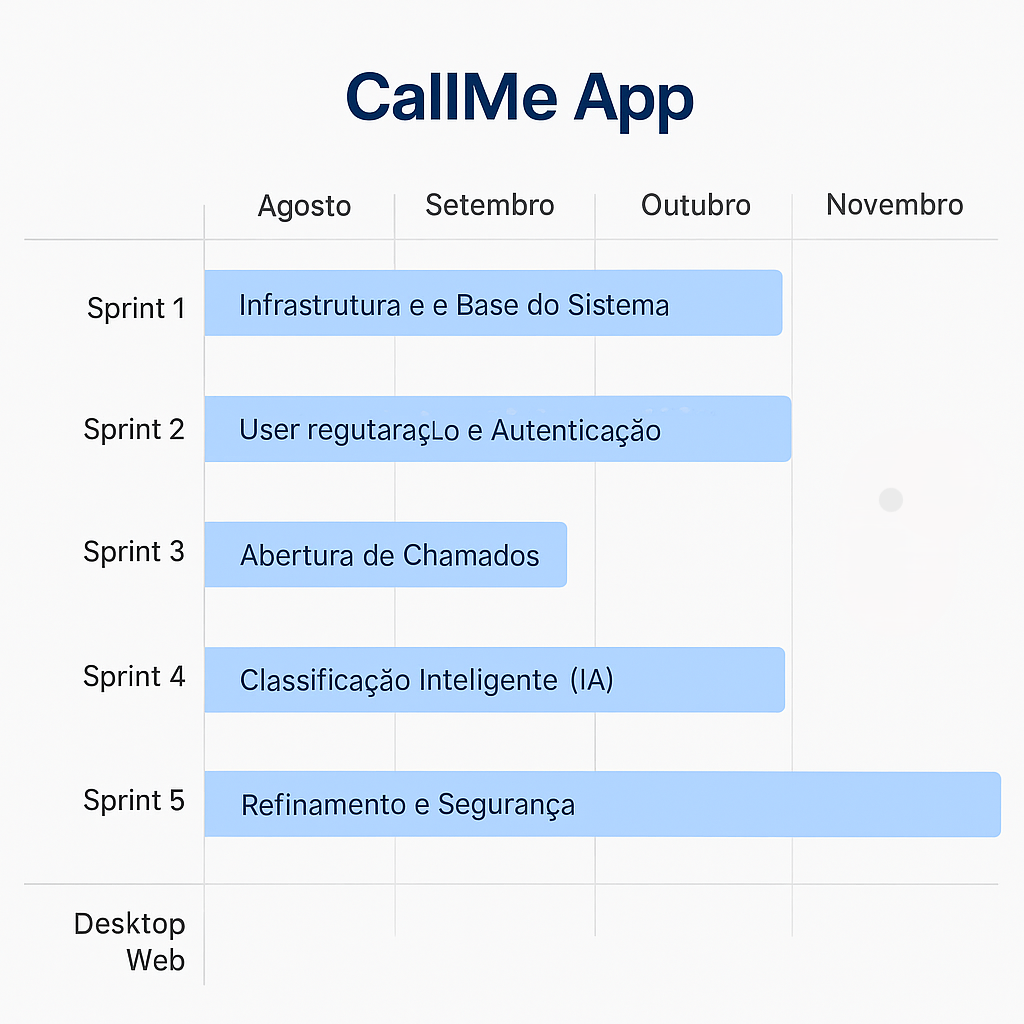 CallMe App
Agosto Setembro Outubro Novembro
Sprint 1 Infrastrutura e e Base do Sistema
Sprint 2 User regutaraçLo e Autenticação
Sprint 3 Abertura de Chamados
Sprint 4 Classificação Inteligente (IA)
Sprint 5 Refinamento e Segurança
Desktop
Web